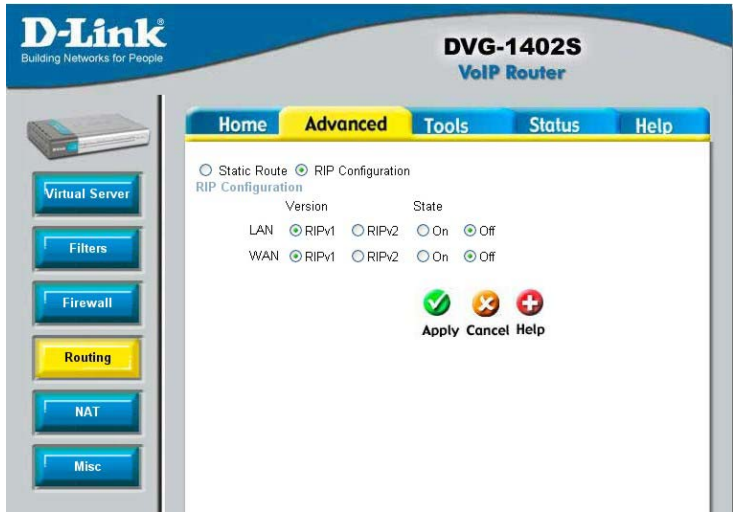 D-Link
Building Networks for People
DVG-1402S
VoIP Router
Home Advanced Tools Status Help
Virtual Server
Filters
Firewall
Routing
NAT
Misc
Static Route RIP Configuration
RIP Configuration
Version State
LAN RIPv1 RIPv2 On Off
WAN RIPv1 RIPv2 On Off
Apply Cancel Help